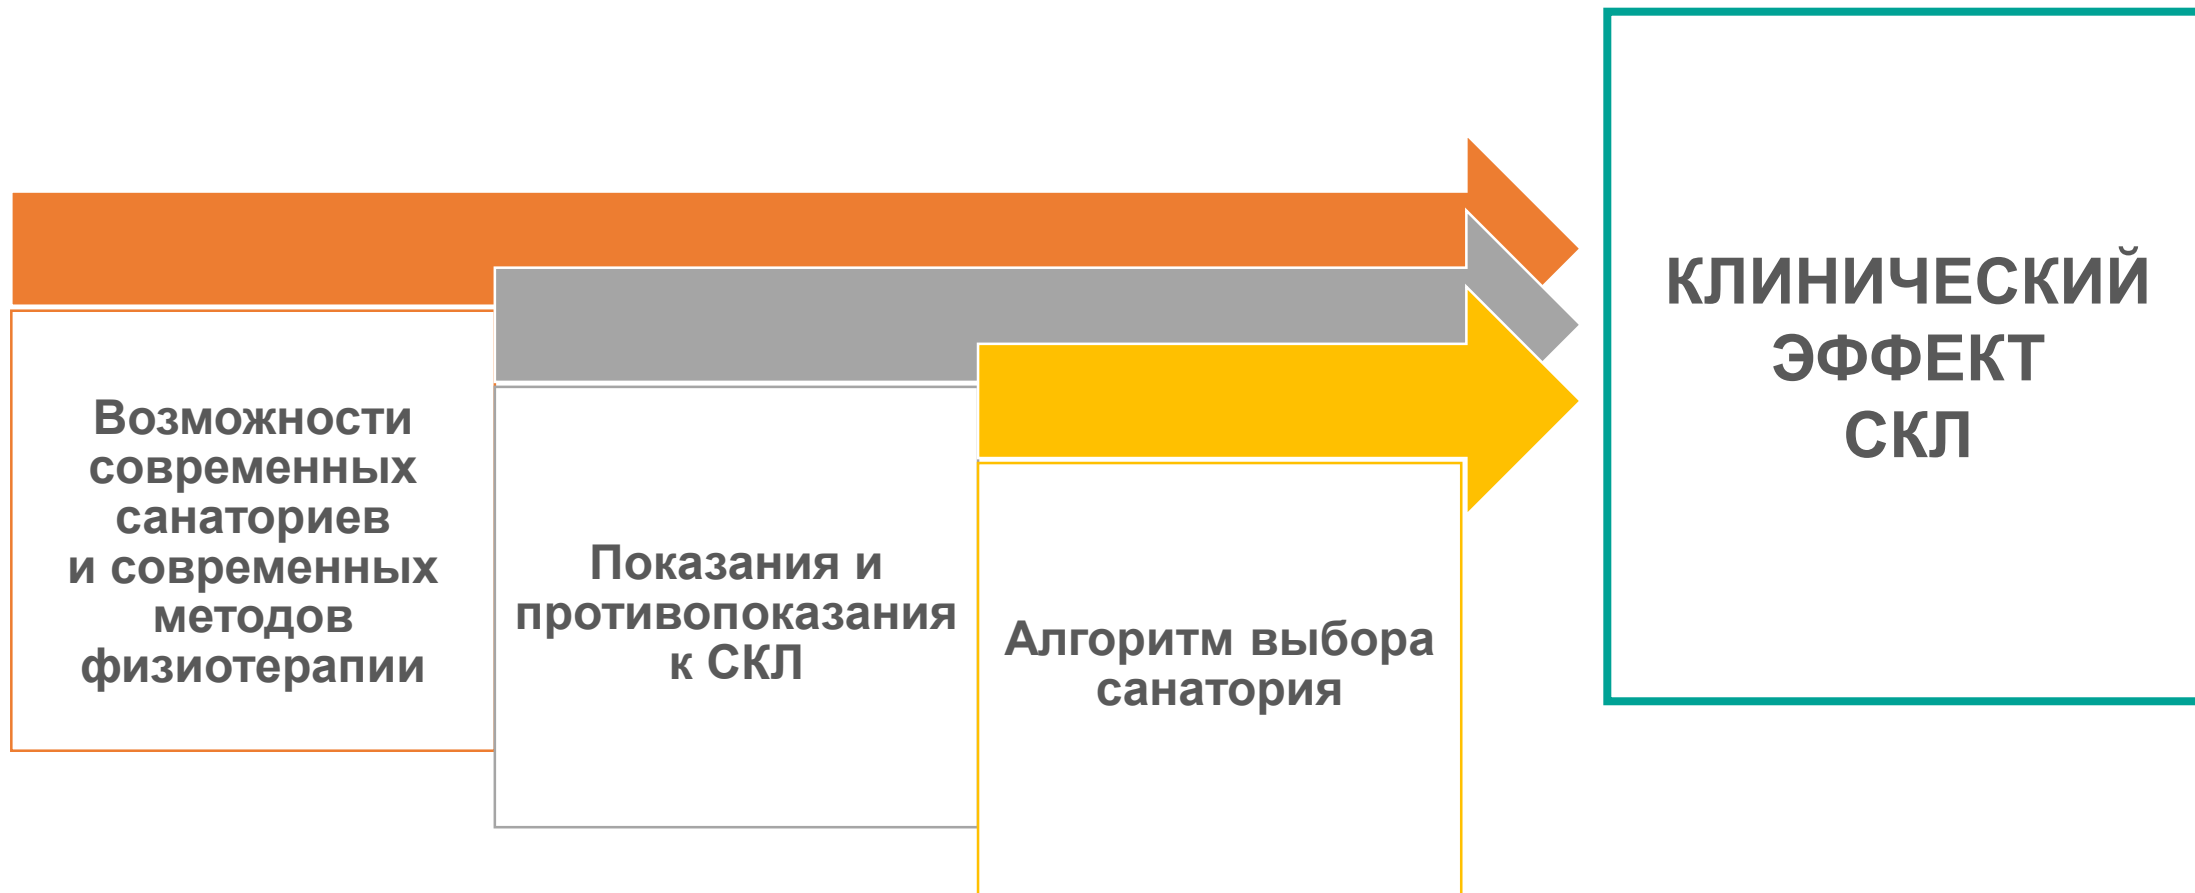 Возможности
современных
санаториев
и современных
методов
физиотерапии
Показания и
противопоказания
к СКЛ
Алгоритм выбора
санатория
КЛИНИЧЕСКИЙ
ЭФФЕКТ
СКЛ